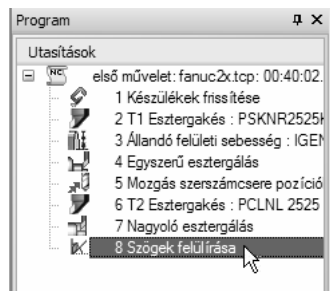 Program
Utasítások
NC első művelet: fanuc2x.tcp: 00:40:02.
1 Készülékek frissítése
2 T1 Esztergakés : PSKNR2525
3 Állandó felületi sebesség : IGEN
4 Egyszerű esztergálás
5 Mozgás szerszámcsere pozíció
6 T2 Esztergakés : PCLNL 2525
7 Nagyoló esztergálás
8 Szögek felülírása